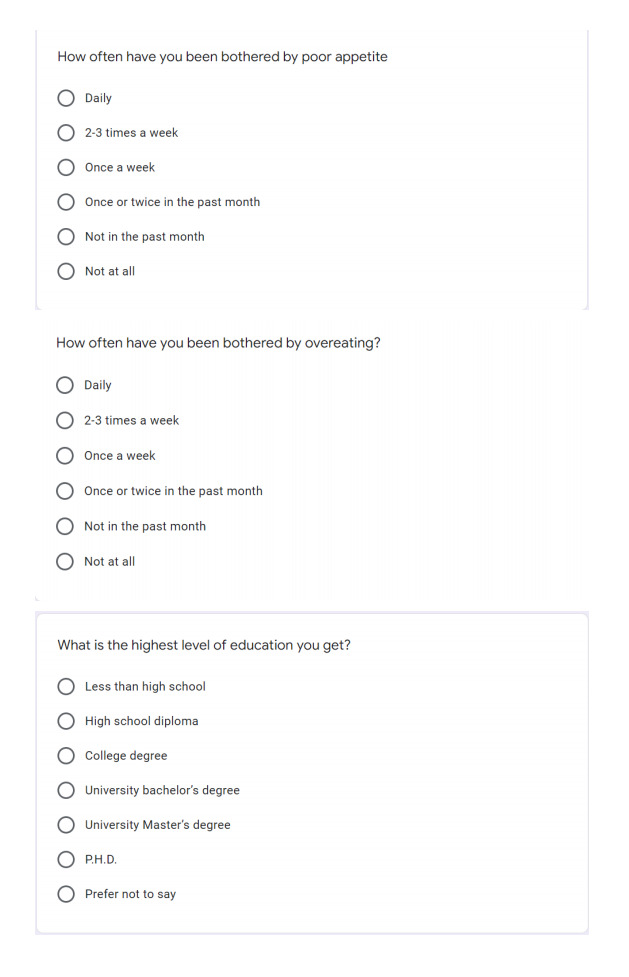 How often have you been bothered by poor appetite
Daily
2-3 times a week
Once a week
Once or twice in the past month
Not in the past month
Not at all
How often have you been bothered by overeating?
Daily
2-3 times a week
Once a week
Once or twice in the past month
Not in the past month
Not at all
What is the highest level of education you get?
Less than high school
High school diploma
College degree
University bachelor's degree
University Master's degree
P.H.D.
Prefer not to say